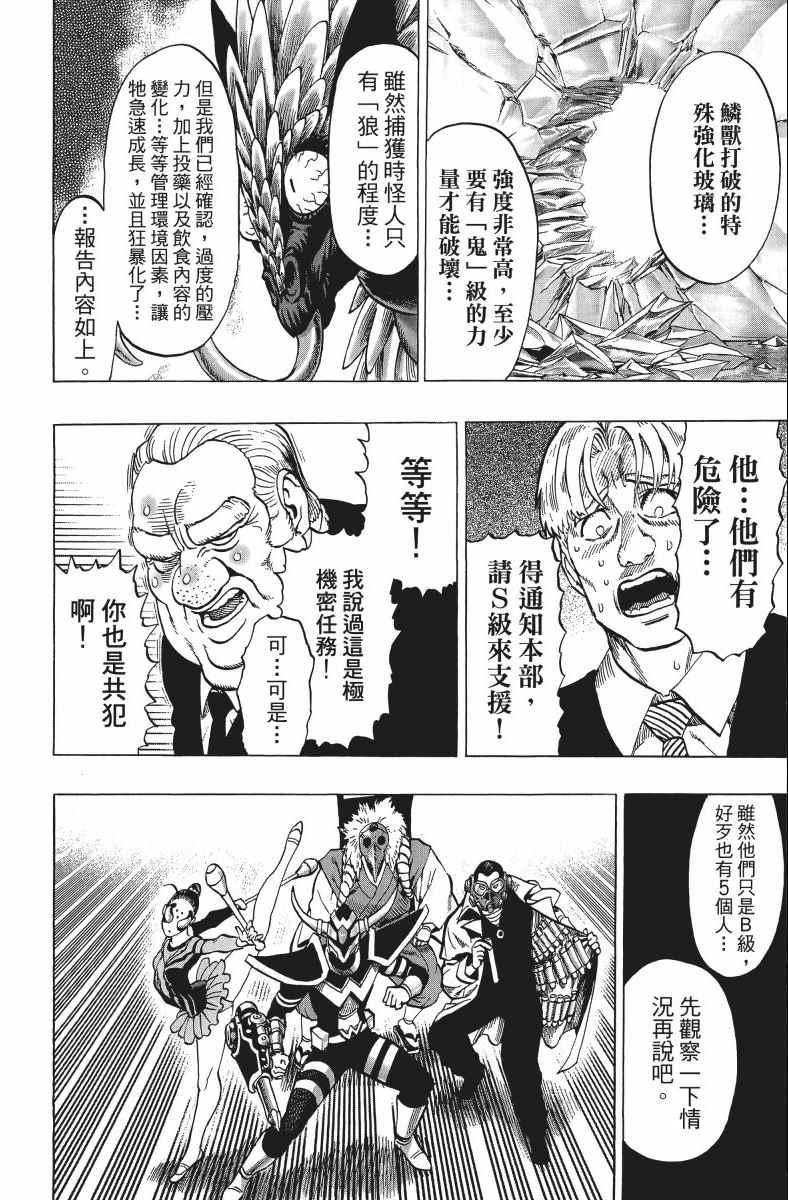 鱗獸打破的特
殊強化玻璃⋯
強度非常高，至少
要有「鬼」級的力
量才能破壞⋯
雖然捕獲時怪人只
有「狼」的程度⋯
但是我們已經確認，過度的壓
力，加上投藥以及飲食內容的
變化⋯等等管理環境因素，讓
牠急速成長，並且狂暴化了⋯
⋯報告內容如上。
他⋯他們有
危險了⋯
得通知本部，
請S級來支援！
等等！
我說過這是極
機密任務！
可⋯可是⋯
你也是共犯
啊！
雖然他們只是B級，
好歹也有5個人⋯
先觀察一下情
況再說吧。